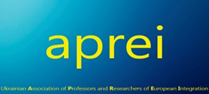 aprei
Ukrainian Association of Professors and Researchers of European Integration